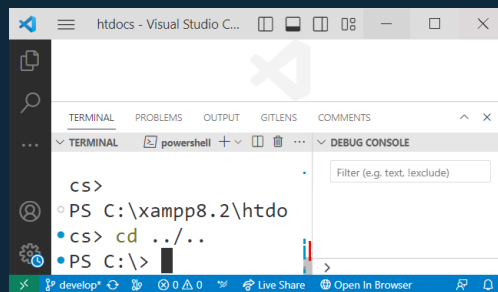 htdocs - Visual Studio C...
TERMINAL PROBLEMS OUTPUT GITLENS COMMENTS
TERMINAL powershell DEBUG CONSOLE
Filter (e.g. text, !exclude)
cs>
PS C:\xampp8.2\htdo
cs> cd ../..
PS C:\>
>
develop* 0 0 Live Share Open In Browser